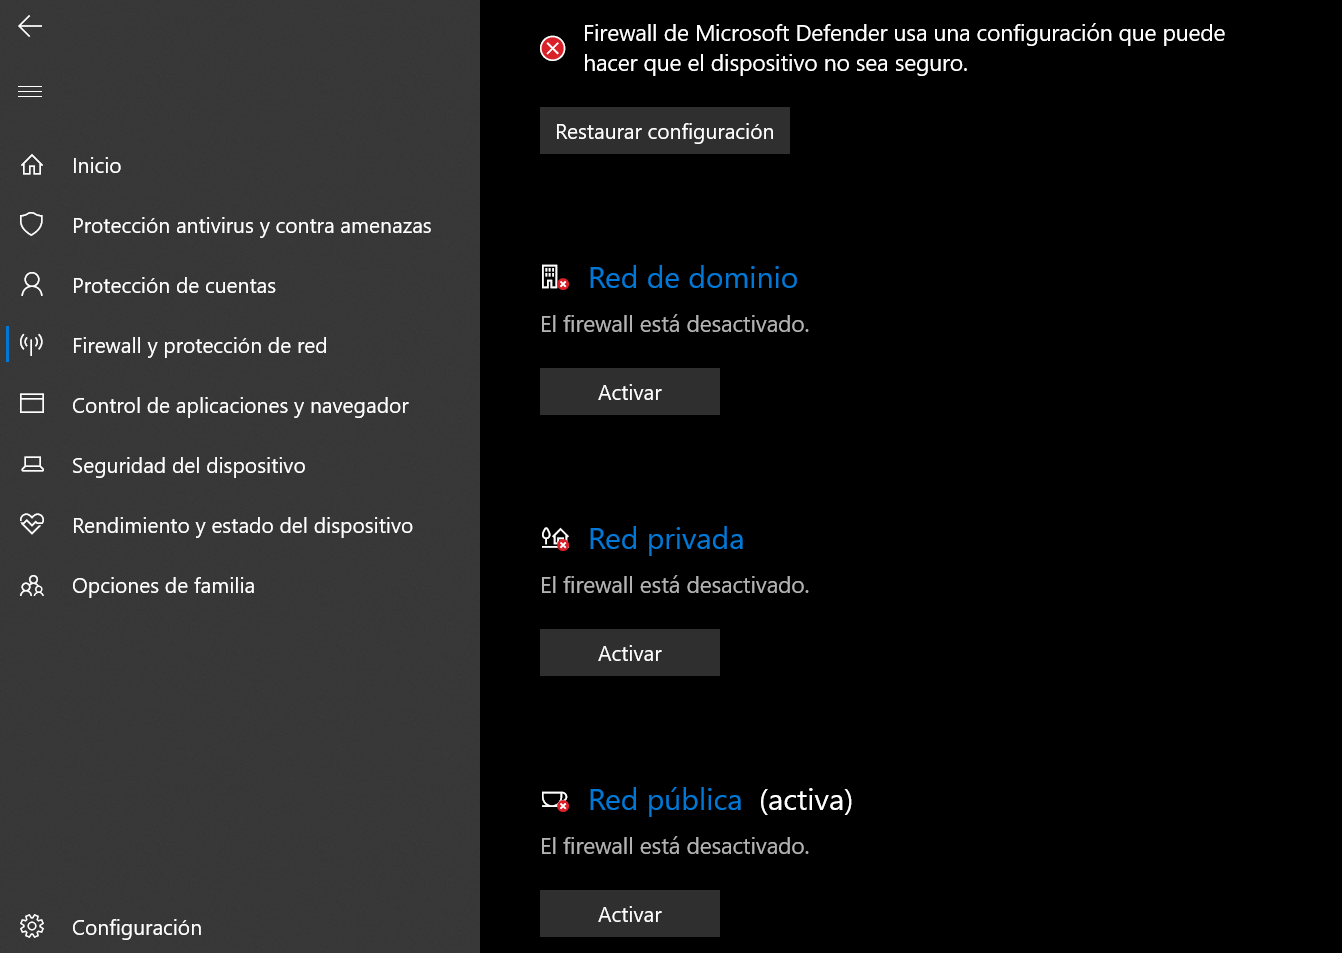 Inicio
Protección antivirus y contra amenazas
Protección de cuentas
Firewall y protección de red
Control de aplicaciones y navegador
Seguridad del dispositivo
Rendimiento y estado del dispositivo
Opciones de familia
Configuración
Firewall de Microsoft Defender usa una configuración que puede
hacer que el dispositivo no sea seguro.
Restaurar configuración
Red de dominio
El firewall está desactivado.
Activar
Red privada
El firewall está desactivado.
Activar
Red pública (activa)
El firewall está desactivado.
Activar